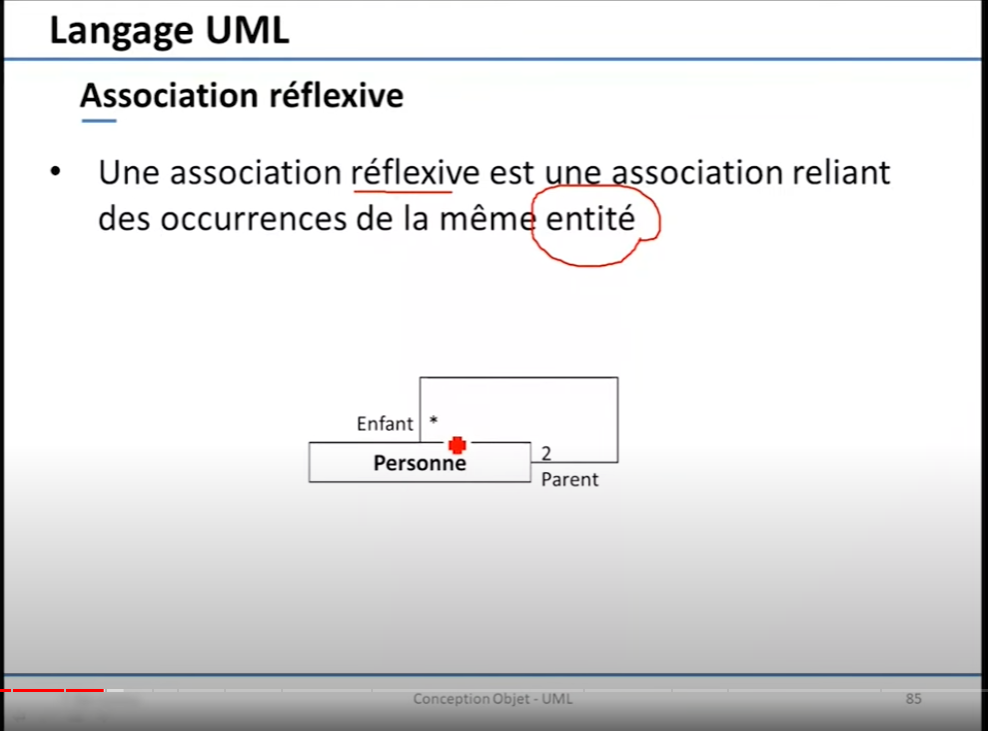 Langage UML
Association réflexive
• Une association réflexive est une association reliant
des occurrences de la même entité
Enfant *
Personne
2
Parent
Conception Objet - UML
85